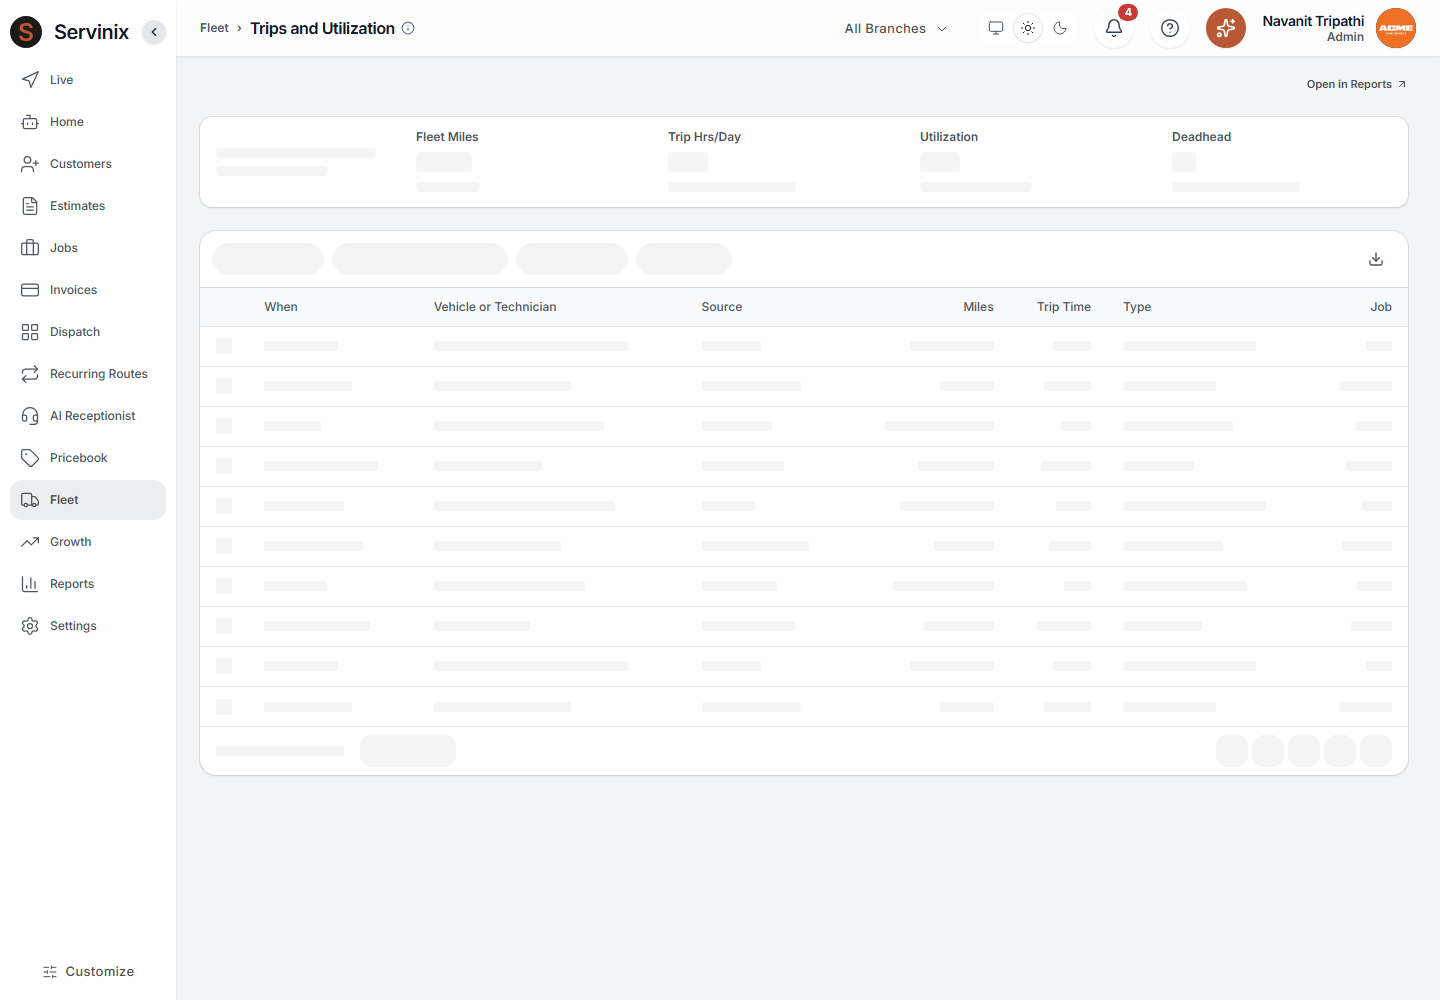 Servinix
Fleet › Trips and Utilization
All Branches
4
Navanit Tripathi
Admin
ACME
Live
Home
Customers
Estimates
Jobs
Invoices
Dispatch
Recurring Routes
AI Receptionist
Pricebook
Fleet
Growth
Reports
Settings
Customize
Open in Reports
Fleet Miles
Trip Hrs/Day
Utilization
Deadhead
When Vehicle or Technician Source Miles Trip Time Type Job